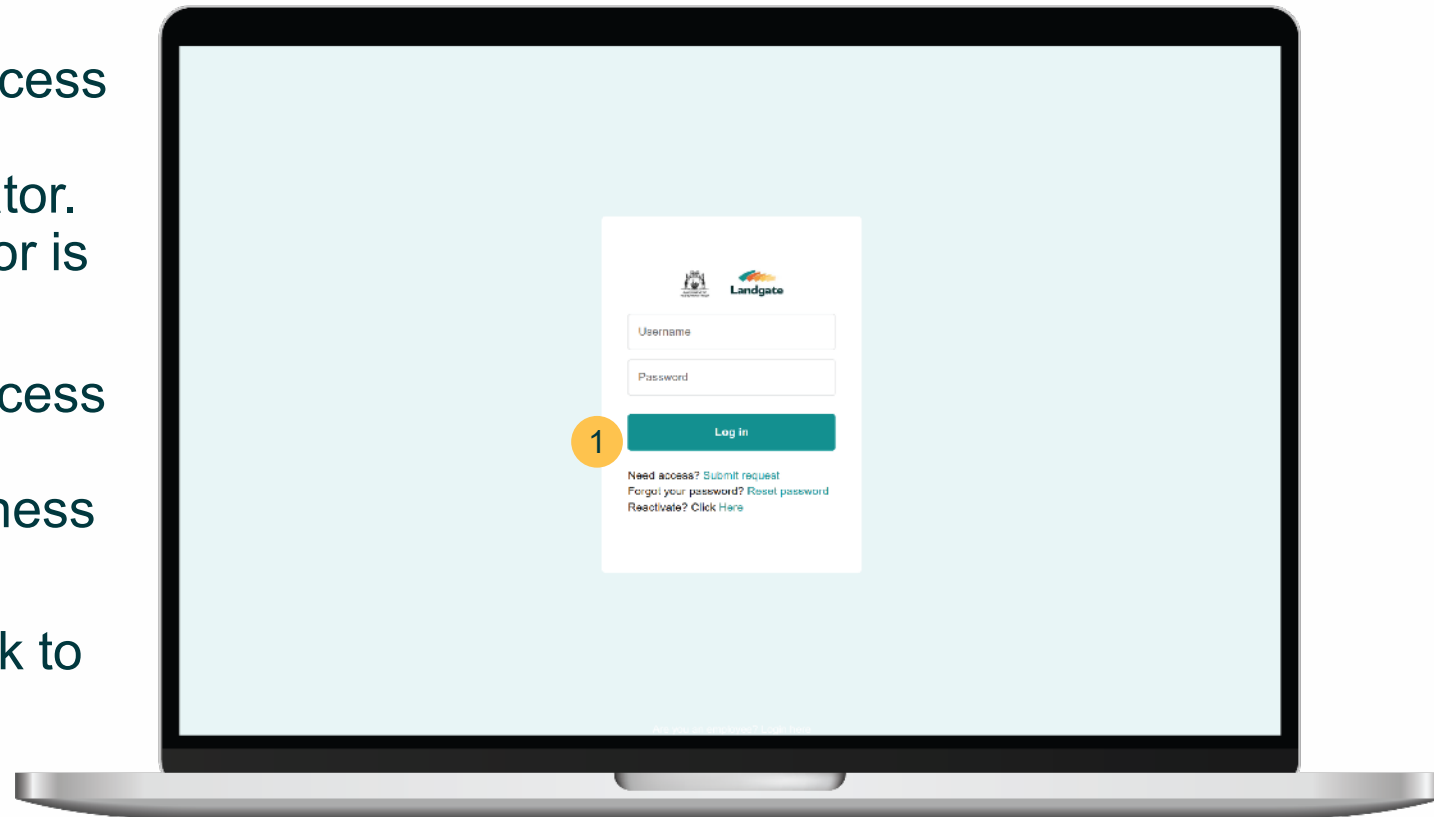 cess
tor.
or is
cess
ness
k to
Landgate
Username
Password
1
Log in
Need access? Submit request
Forgot your password? Reset password
Reactivate? Click Here